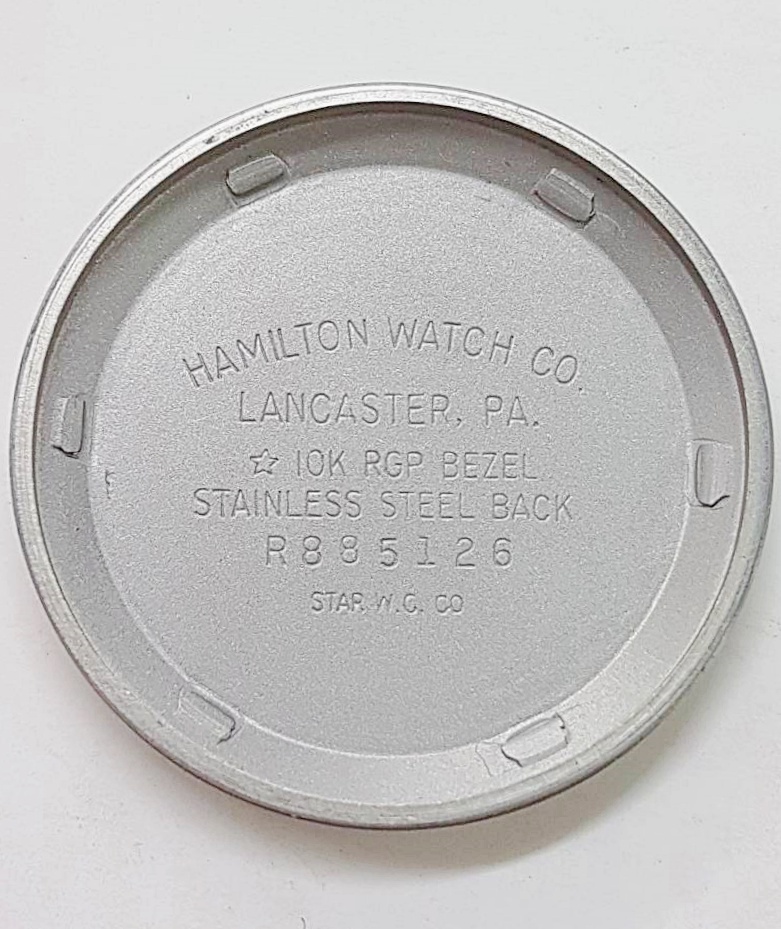 HAMILTON WATCH CO.
LANCASTER, PA.
☆ 10K RGP BEZEL
STAINLESS STEEL BACK
R885126
STAR W.C. CO